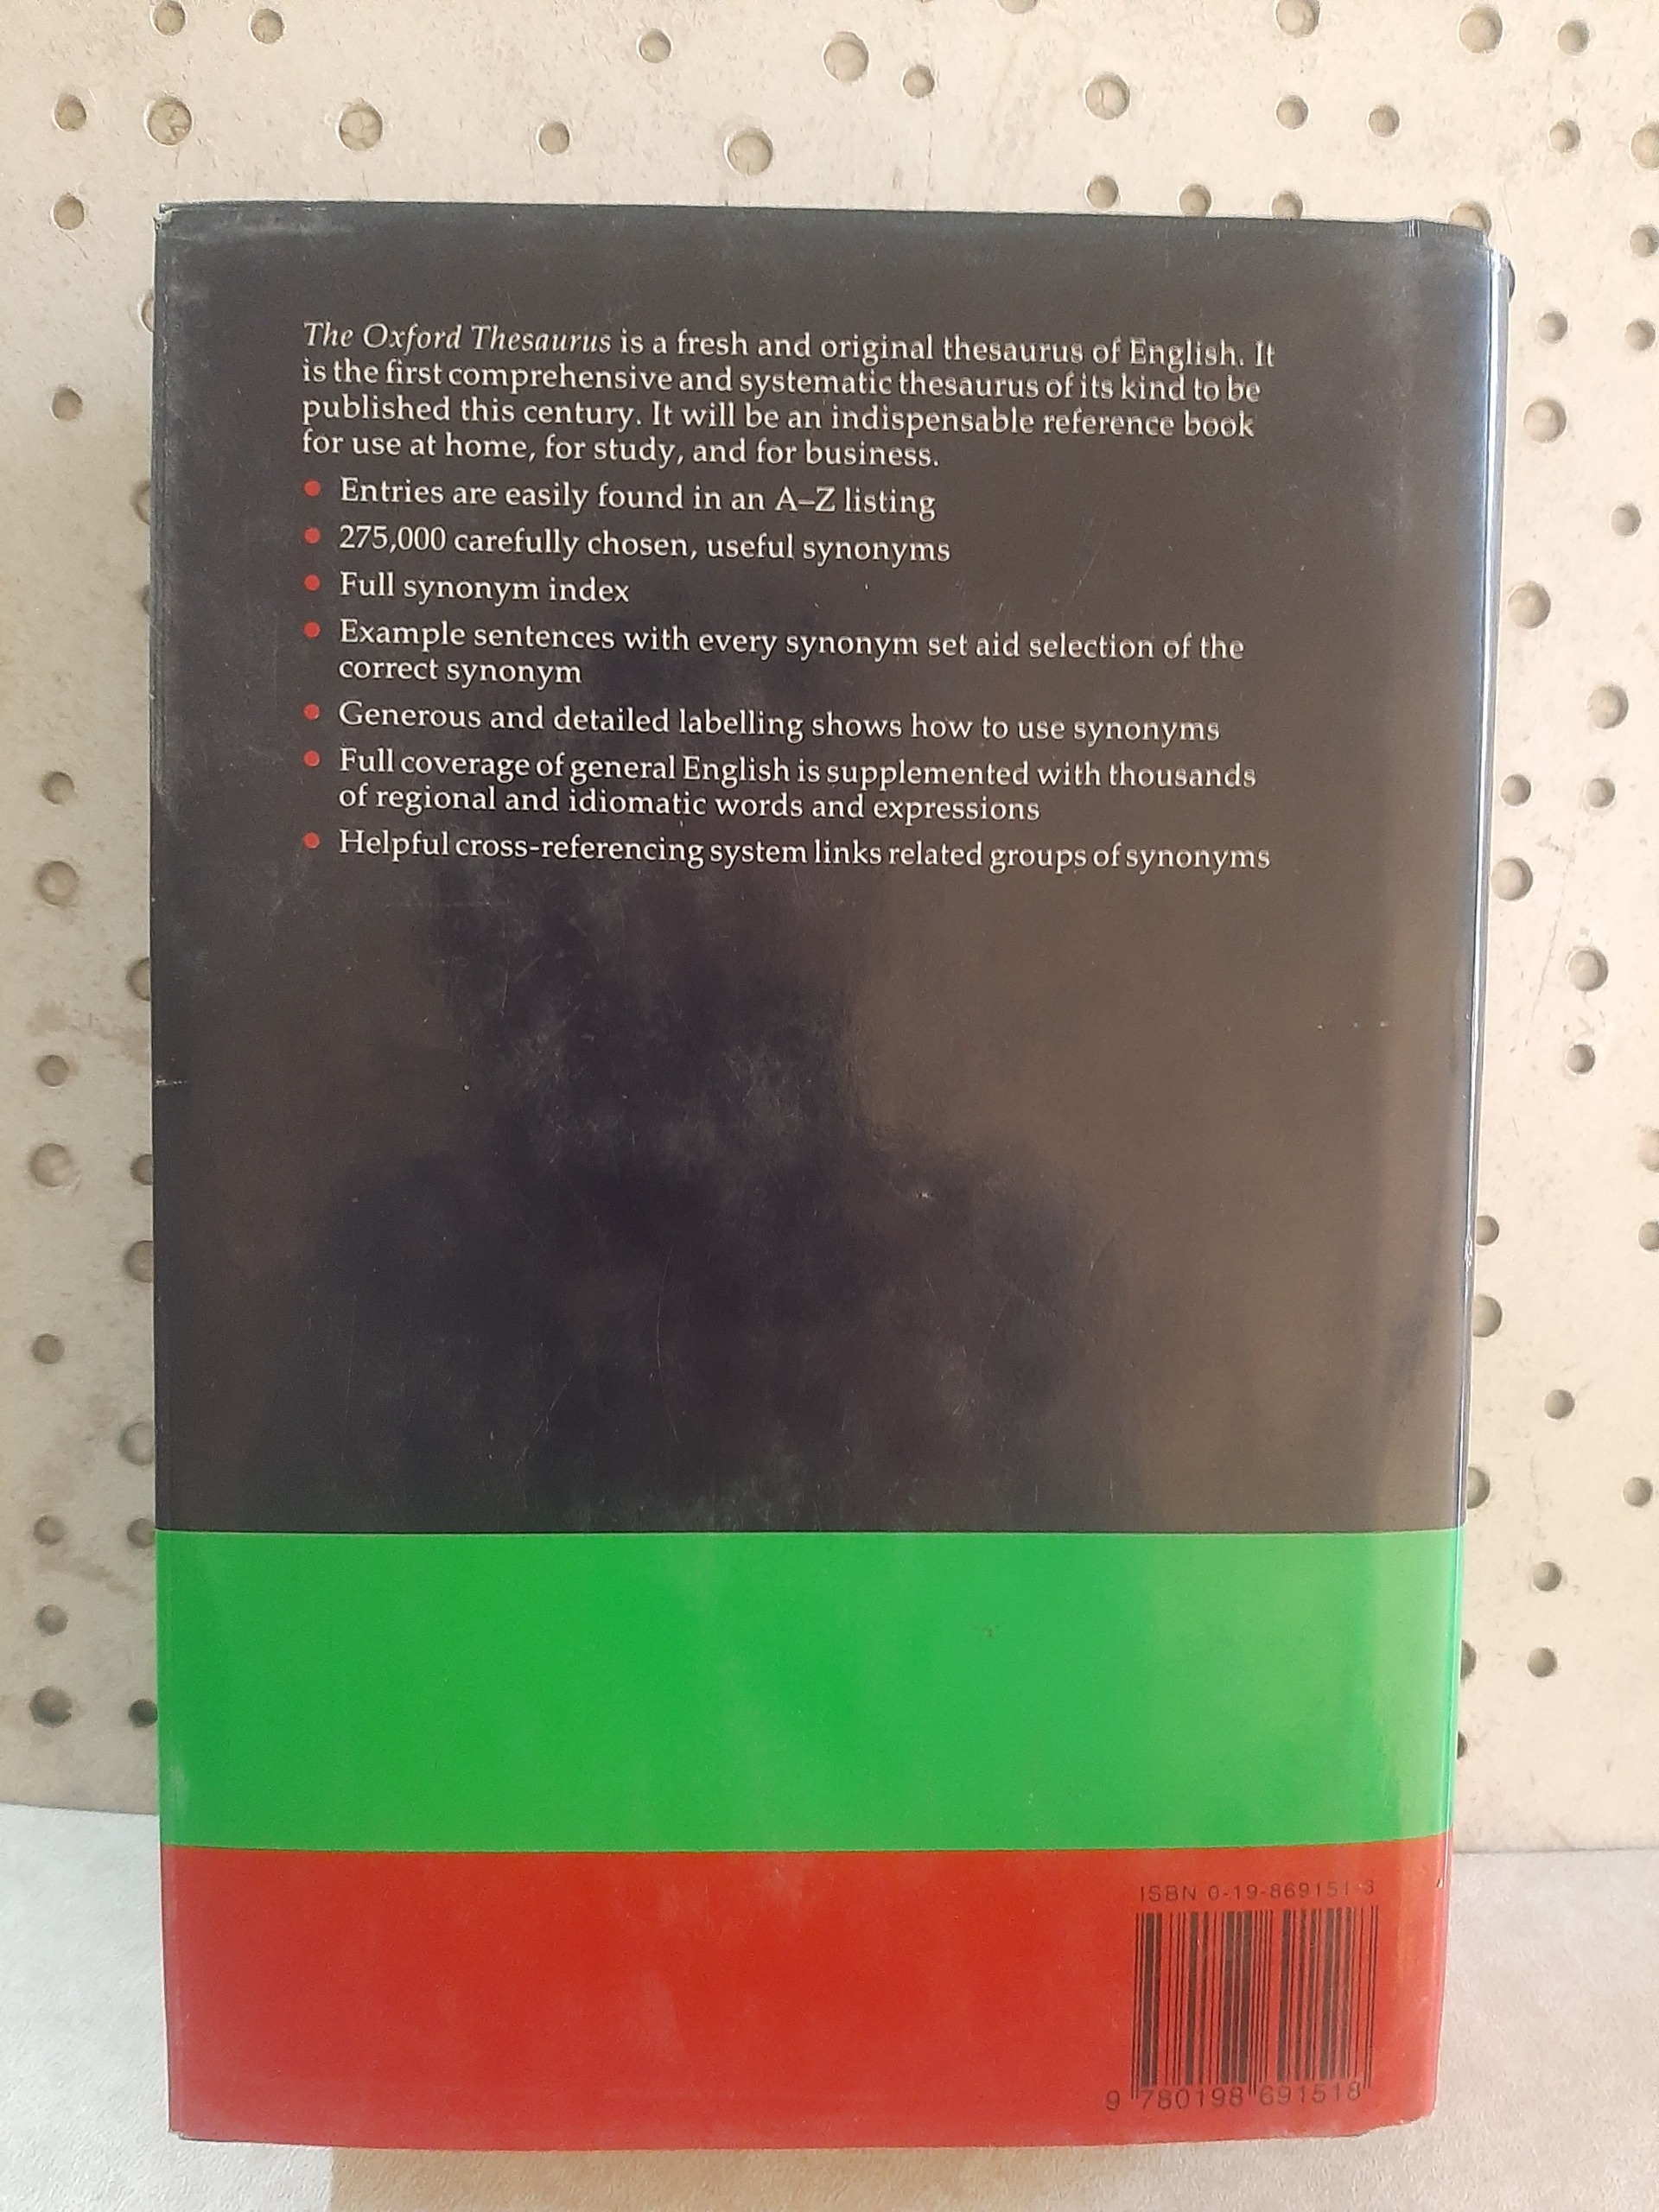 The Oxford Thesaurus is a fresh and original thesaurus of English. It
is the first comprehensive and systematic thesaurus of its kind to be
published this century. It will be an indispensable reference book
for use at home, for study, and for business.
• Entries are easily found in an A–Z listing
• 275,000 carefully chosen, useful synonyms
• Full synonym index
• Example sentences with every synonym set aid selection of the
correct synonym
• Generous and detailed labelling shows how to use synonyms
• Full coverage of general English is supplemented with thousands
of regional and idiomatic words and expressions
• Helpful cross-referencing system links related groups of synonyms
ISBN 0-19-869151-3
9 780198 691518